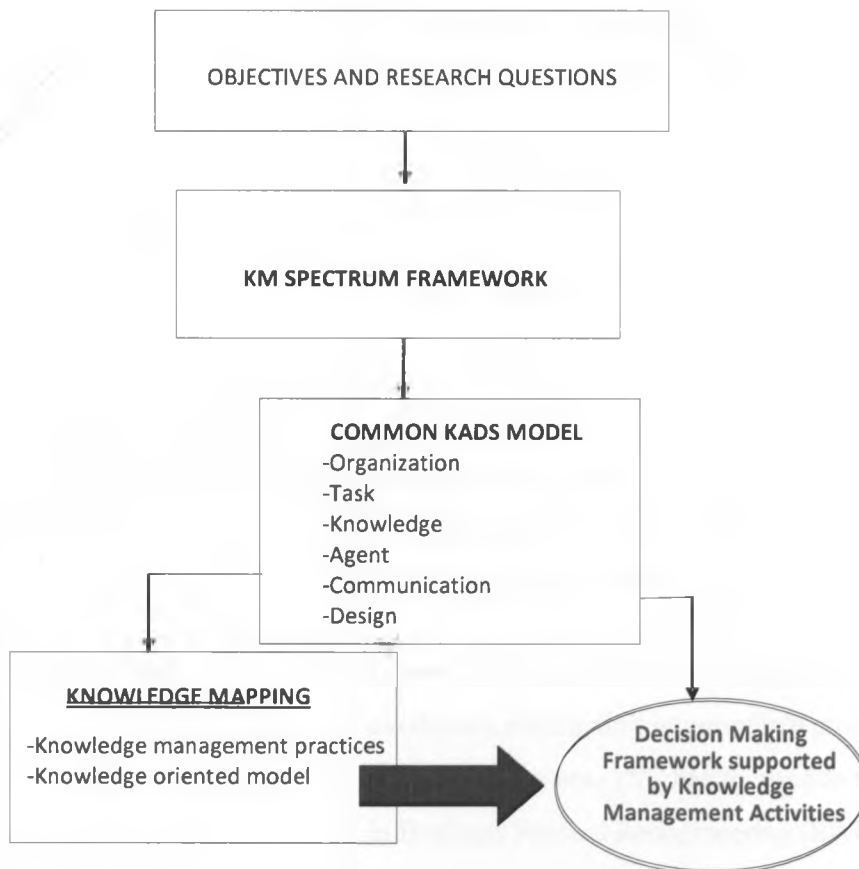 OBJECTIVES AND RESEARCH QUESTIONS
KM SPECTRUM FRAMEWORK
COMMON KADS MODEL
-Organization
-Task
-Knowledge
-Agent
-Communication
-Design
KNOWLEDGE MAPPING
-Knowledge management practices
-Knowledge oriented model
Decision Making
Framework supported
by Knowledge
Management Activities